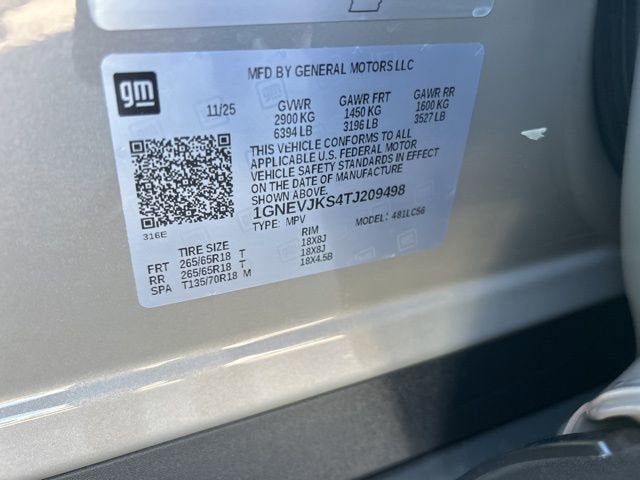 gm
MFD BY GENERAL MOTORS LLC
11/25 GVWR GAWR FRT GAWR RR
2900 KG 1450 KG 1600 KG
6394 LB 3196 LB 3527 LB
THIS VEHICLE CONFORMS TO ALL
APPLICABLE U.S. FEDERAL MOTOR
VEHICLE SAFETY STANDARDS IN EFFECT
ON THE DATE OF MANUFACTURE
SHOWN ABOVE.
1GNEVJKS4TJ209498
TYPE: MPV MODEL: 481LC56
316E
TIRE SIZE RIM
FRT 265/65R18 T 18X8J
RR 265/65R18 T 18X8J
SPA T135/70R18 M 18X4.5B